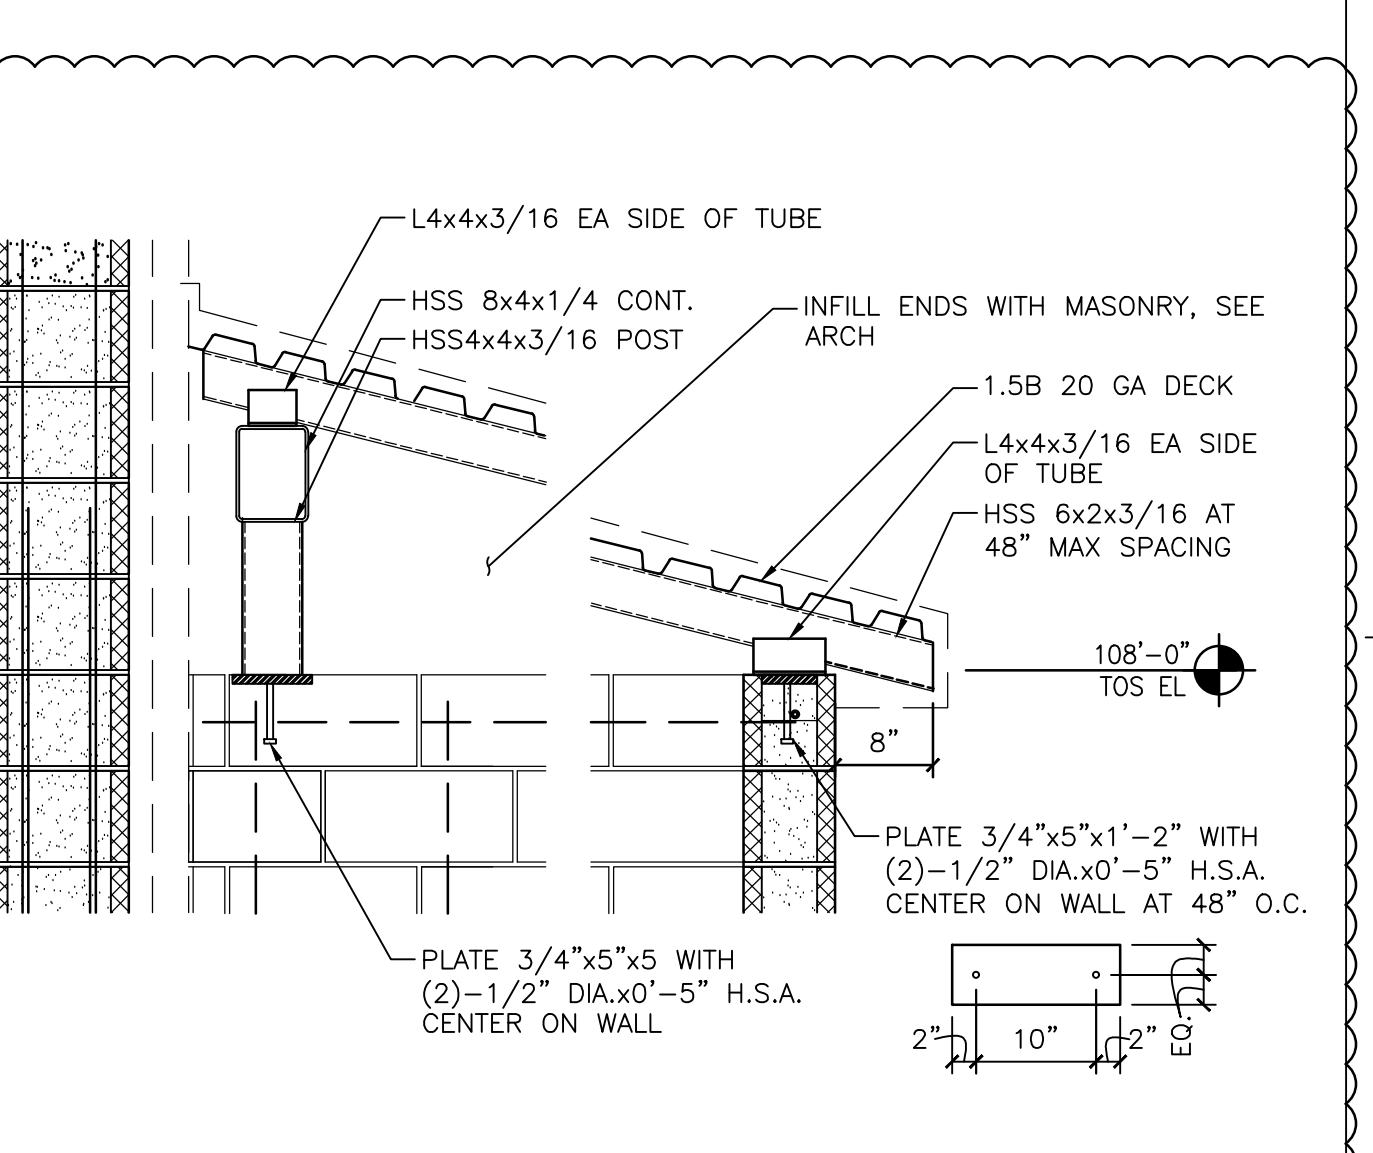 L4x4x3/16 EA SIDE OF TUBE
HSS 8x4x1/4 CONT.
HSS4x4x3/16 POST
INFILL ENDS WITH MASONRY, SEE
ARCH
1.5B 20 GA DECK
L4x4x3/16 EA SIDE
OF TUBE
HSS 6x2x3/16 AT
48" MAX SPACING
108'-0"
TOS EL
8"
PLATE 3/4"x5"x1'-2" WITH
(2)-1/2" DIA.x0'-5" H.S.A.
CENTER ON WALL AT 48" O.C.
PLATE 3/4"x5"x5 WITH
(2)-1/2" DIA.x0'-5" H.S.A.
CENTER ON WALL
2"
10"
2"
EQ.